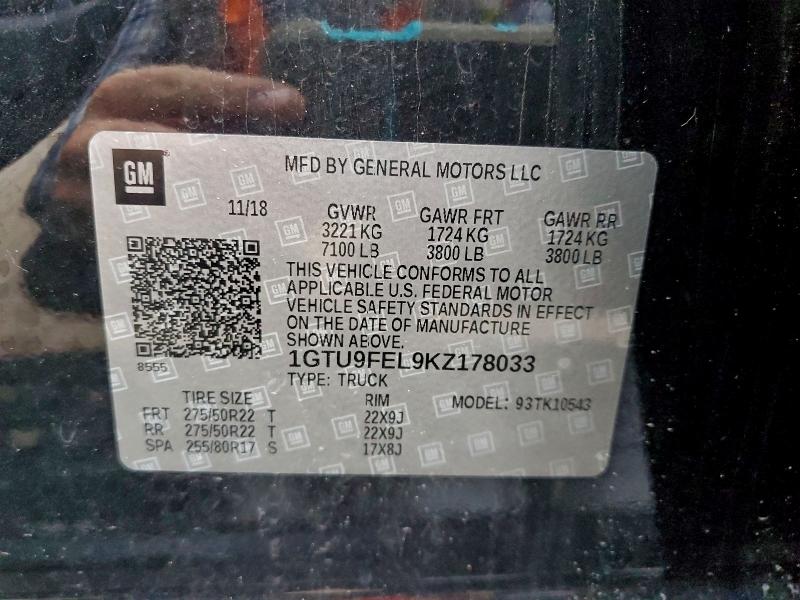 GM
MFD BY GENERAL MOTORS LLC
11/18 GVWR GAWR FRT GAWR RR
3221 KG 1724 KG 1724 KG
7100 LB 3800 LB 3800 LB
THIS VEHICLE CONFORMS TO ALL
APPLICABLE U.S. FEDERAL MOTOR
VEHICLE SAFETY STANDARDS IN EFFECT
ON THE DATE OF MANUFACTURE
SHOWN ABOVE.
8555
1GTU9FEL9KZ178033
TYPE: TRUCK
TIRE SIZE RIM MODEL: 93TK10543
FRT 275/50R22 T 22X9J
RR 275/50R22 T 22X9J
SPA 255/80R17 S 17X8J